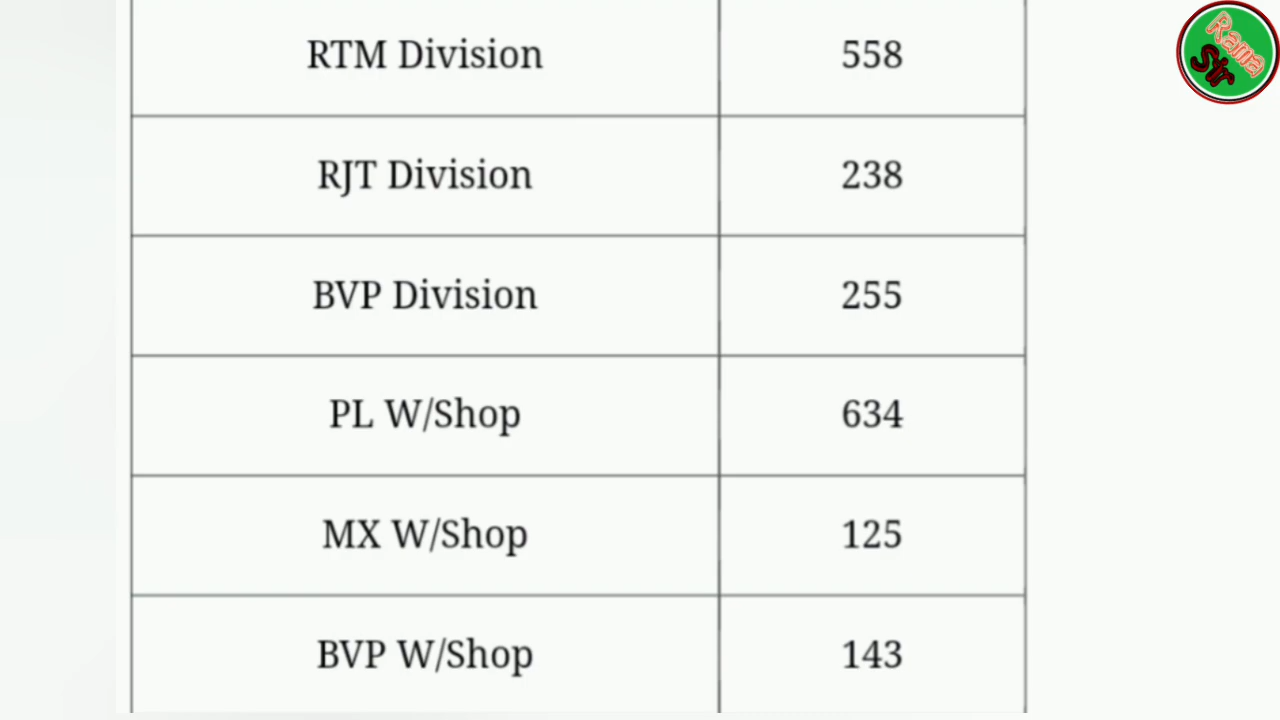 RTM Division 558
RJT Division 238
BVP Division 255
PL W/Shop 634
MX W/Shop 125
BVP W/Shop 143
Rama
Sir